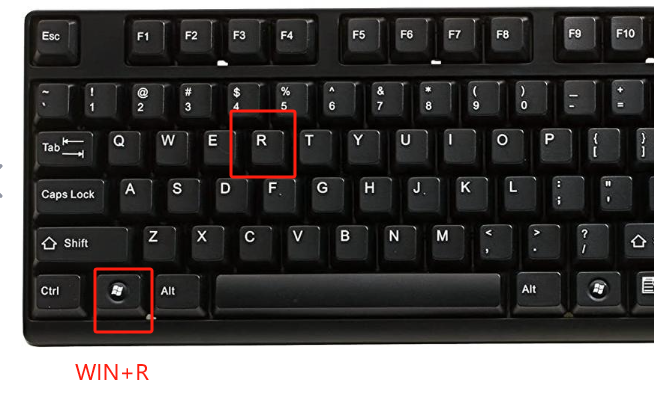 Esc F1 F2 F3 F4 F5 F6 F7 F8 F9 F10
~ ! @ # $ % ^ & * ( ) _ +
` 1 2 3 4 5 6 7 8 9 0 - =
Tab Q W E R T Y U I O P { }
[ ]
Caps Lock A S D F J G H J K L : "
; '
Shift Z X C V B N M < > ?
, . /
Ctrl Alt Alt
WIN+R